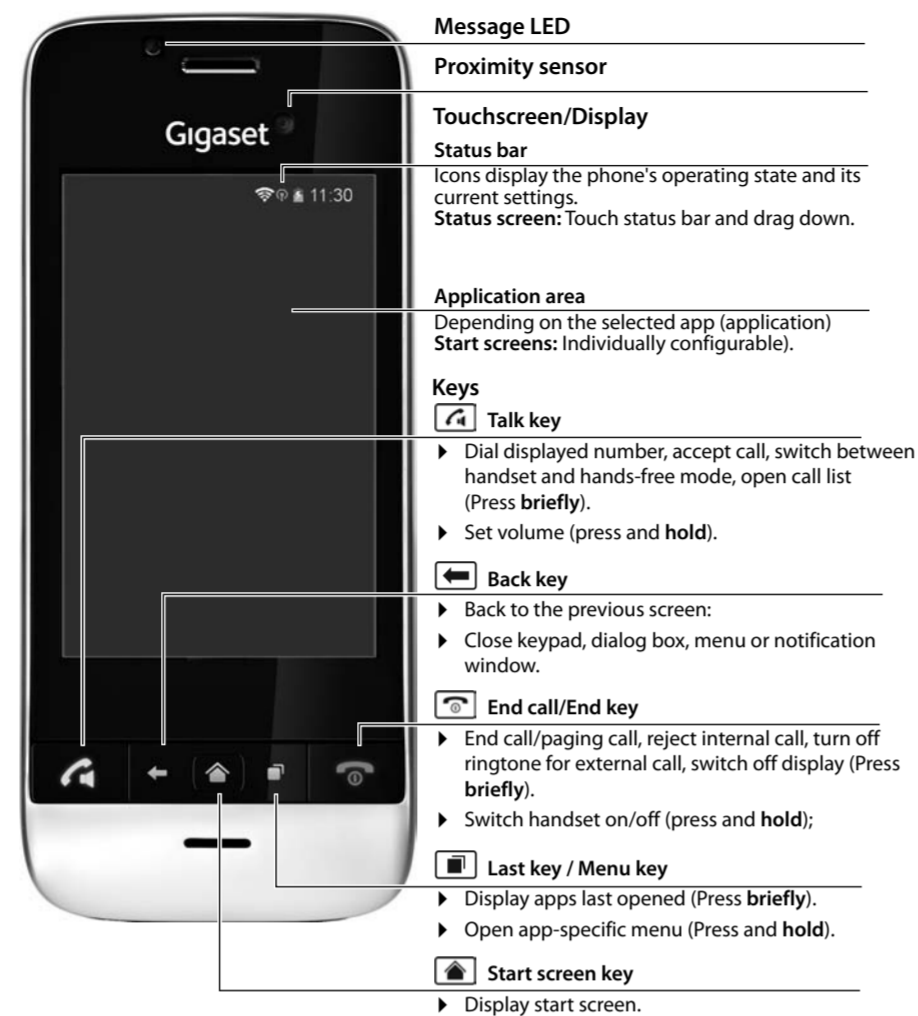 Message LED
Proximity sensor
Gigaset
Touchscreen/Display
Status bar
11:30
Icons display the phone's operating state and its
current settings.
Status screen: Touch status bar and drag down.
Application area
Depending on the selected app (application)
Start screens: Individually configurable).
Keys
Talk key
Dial displayed number, accept call, switch between
handset and hands-free mode, open call list
(Press briefly).
Set volume (press and hold).
Back key
Back to the previous screen:
Close keypad, dialog box, menu or notification
window.
End call/End key
End call/paging call, reject internal call, turn off
ringtone for external call, switch off display (Press
briefly).
Switch handset on/off (press and hold);
Last key / Menu key
Display apps last opened (Press briefly).
Open app-specific menu (Press and hold).
Start screen key
Display start screen.